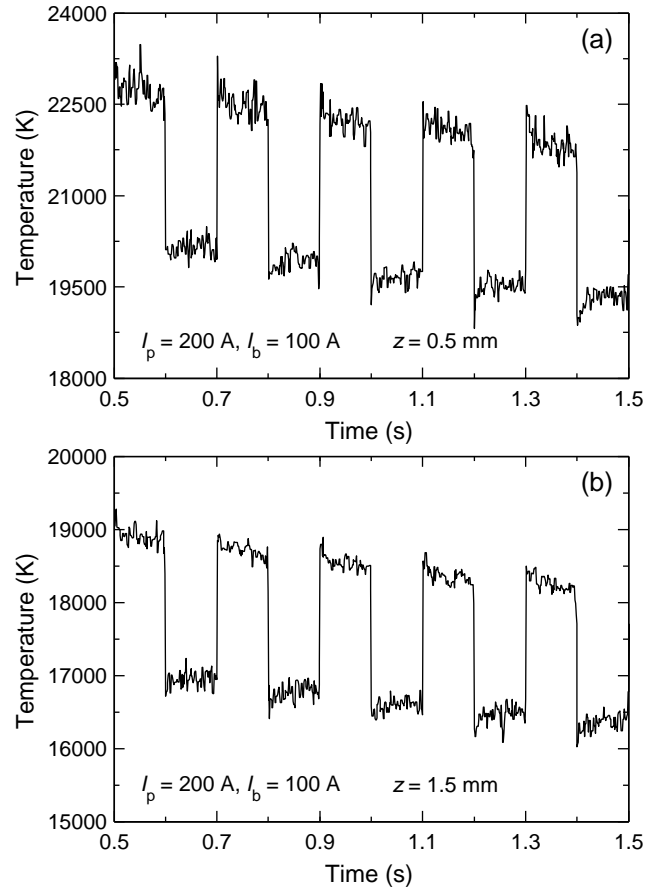 24000
(a)
22500
21000
19500
18000
Temperature (K)
I_p = 200 A, I_b = 100 A z = 0.5 mm
0.5 0.7 0.9 1.1 1.3 1.5
Time (s)
20000
(b)
19000
18000
17000
16000
15000
Temperature (K)
I_p = 200 A, I_b = 100 A z = 1.5 mm
0.5 0.7 0.9 1.1 1.3 1.5
Time (s)